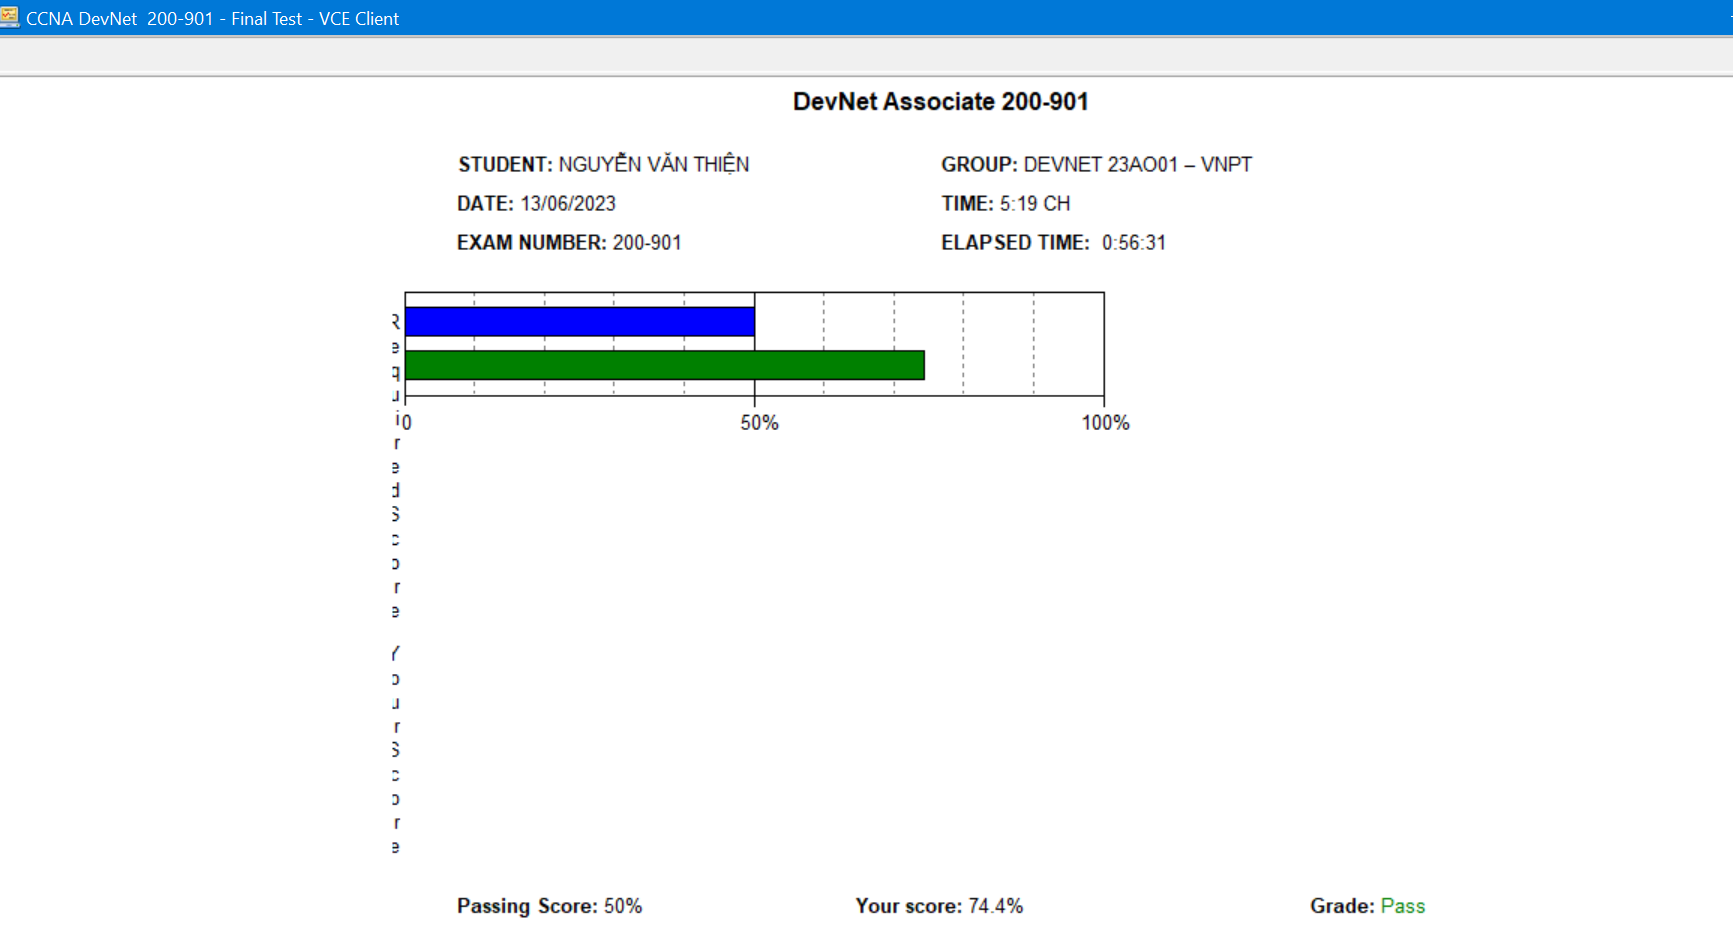 CCNA DevNet  200-901 - Final Test - VCE Client
DevNet Associate 200-901
STUDENT: NGUYỄN VĂN THIỆN
GROUP: DEVNET 23AO01 – VNPT
DATE: 13/06/2023
TIME: 5:19 CH
EXAM NUMBER: 200-901
ELAPSED TIME:  0:56:31
Required Score
Your Score
0
50%
100%
Passing Score: 50%
Your score: 74.4%
Grade: Pass